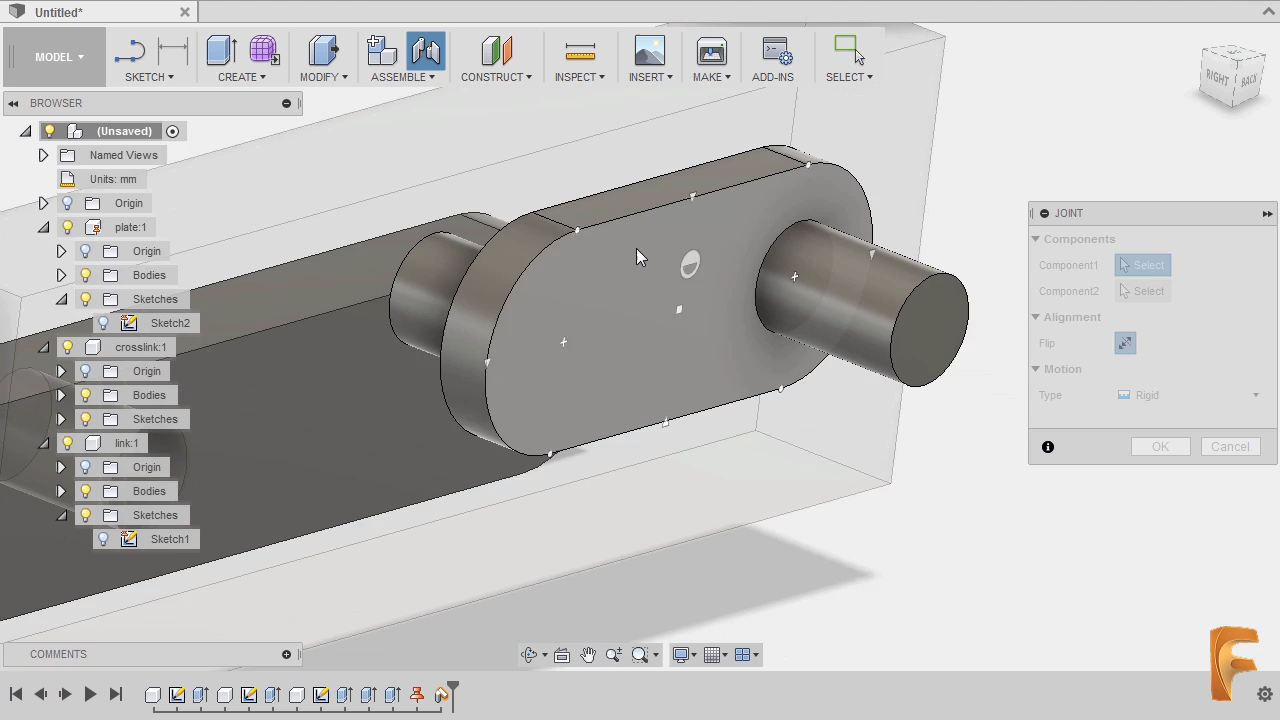 Untitled*
MODEL
SKETCH
CREATE
MODIFY
ASSEMBLE
CONSTRUCT
INSPECT
INSERT
MAKE
ADD-INS
SELECT
RIGHT
BACK
BROWSER
(Unsaved)
Named Views
Units: mm
Origin
plate:1
Origin
Bodies
Sketches
Sketch2
crosslink:1
Origin
Bodies
Sketches
link:1
Origin
Bodies
Sketches
Sketch1
JOINT
Components
Component1 Select
Component2 Select
Alignment
Flip
Motion
Type Rigid
OK Cancel
COMMENTS